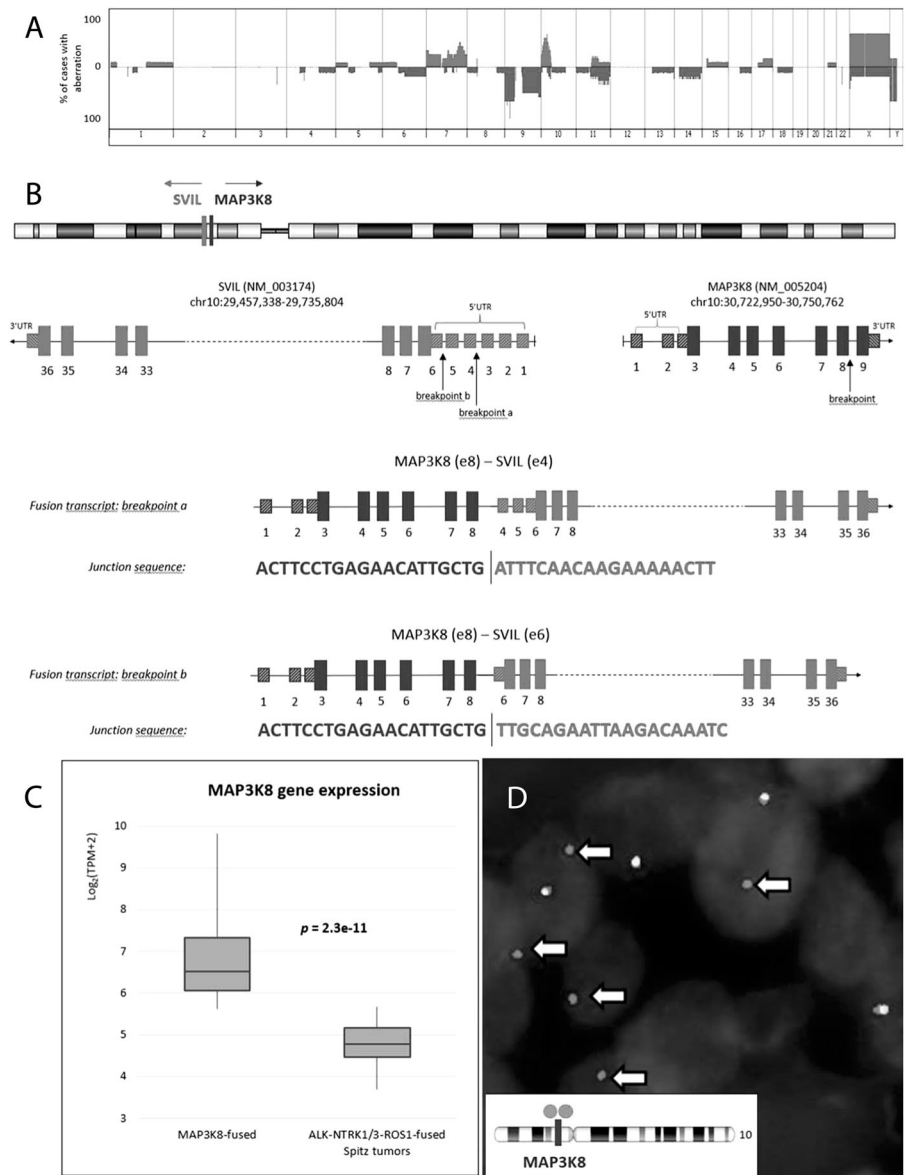 A
100
0
100
% of cases with
aberration
1 2 3 4 5 6 7 8 9 10 11 12 13 14 15 16 17 18 19 20 21 22 X Y
B
SVIL MAP3K8
SVIL (NM_003174)
chr10:29,457,338-29,735,804
MAP3K8 (NM_005204)
chr10:30,722,950-30,750,762
3'UTR 5'UTR 5'UTR 3'UTR
36 35 34 33 8 7 6 5 4 3 2 1 1 2 3 4 5 6 7 8 9
breakpoint b
breakpoint a
breakpoint
MAP3K8 (e8) – SVIL (e4)
Fusion transcript: breakpoint a
1 2 3 4 5 6 7 8 4 5 6 7 8 33 34 35 36
Junction sequence: ACTTCCTGAGAACATTGCTG ATTTCAACAAGAAAAACTT
MAP3K8 (e8) – SVIL (e6)
Fusion transcript: breakpoint b
1 2 3 4 5 6 7 8 6 7 8 33 34 35 36
Junction sequence: ACTTCCTGAGAACATTGCTG TTGCAGAATTAAGACAAATC
C
MAP3K8 gene expression
Log2(TPM+2)
10
9
8
7
6
5
4
3
p = 2.3e-11
MAP3K8-fused
ALK-NTRK1/3-ROS1-fused
Spitz tumors
D
10
MAP3K8